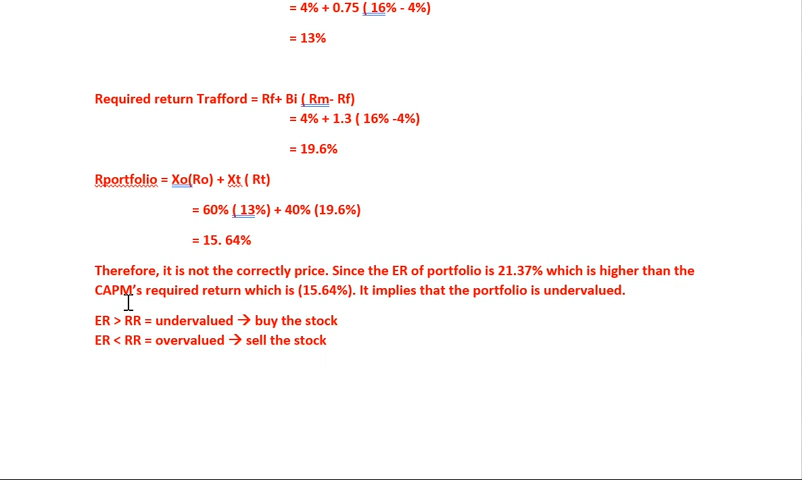 = 4% + 0.75 ( 16% - 4%)
= 13%
Required return Trafford = Rf+ Bi ( Rm- Rf)
= 4% + 1.3 ( 16% -4%)
= 19.6%
Rportfolio = Xo(Ro) + Xt ( Rt)
= 60% ( 13%) + 40% (19.6%)
= 15. 64%
Therefore, it is not the correctly price. Since the ER of portfolio is 21.37% which is higher than the
CAPM’s required return which is (15.64%). It implies that the portfolio is undervalued.
ER > RR = undervalued → buy the stock
ER < RR = overvalued → sell the stock